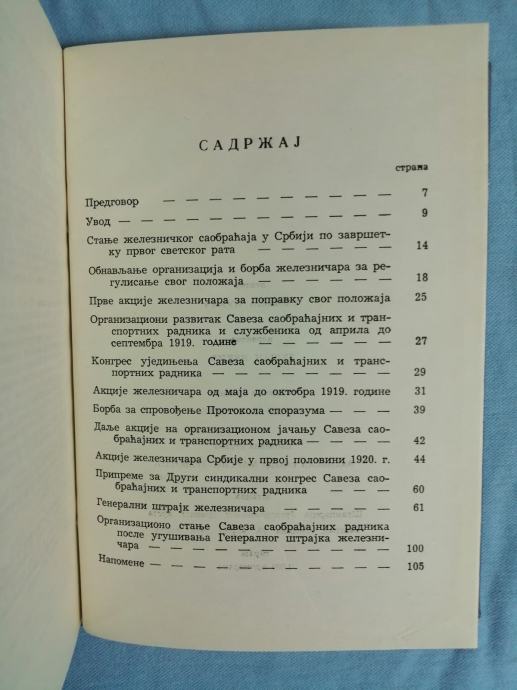 САДРЖАЈ
страна
Предговор — — — — — — — — — — 7
Увод — — — — — — — — — — — — 9
Стање железничког саобраћаја у Србији по завршет-
ку првог светског рата — — — — — — 14
Обнављање организација и борба железничара за ре-
гулисање свог положаја — — — — — — 18
Прве акције железничара за поправку свог положаја 25
Организациони развитак Савеза саобраћајних и тран-
спортних радника и службеника од априла до
септембра 1919. године — — — — — — 27
Конгрес уједињења Савеза саобраћајних и транс-
портних радника — — — — — — — — 29
Акције железничара од маја до октобра 1919. године 31
Борба за спровођење Протокола споразума — — — 39
Даље акције на организационом јачању Савеза сао-
браћајних и транспортних радника — — — — 42
Акције железничара Србије у првој половини 1920. г. 44
Припреме за Други синдикални конгрес Савеза сао-
браћајних и транспортних радника — — — — 60
Генерални штрајк железничара — — — — — — 61
Организационо стање Савеза саобраћајних радника
после угушивања Генералног штрајка железни-
чара — — — — — — — — — — — 100
Напомене — — — — — — — — — — — 105